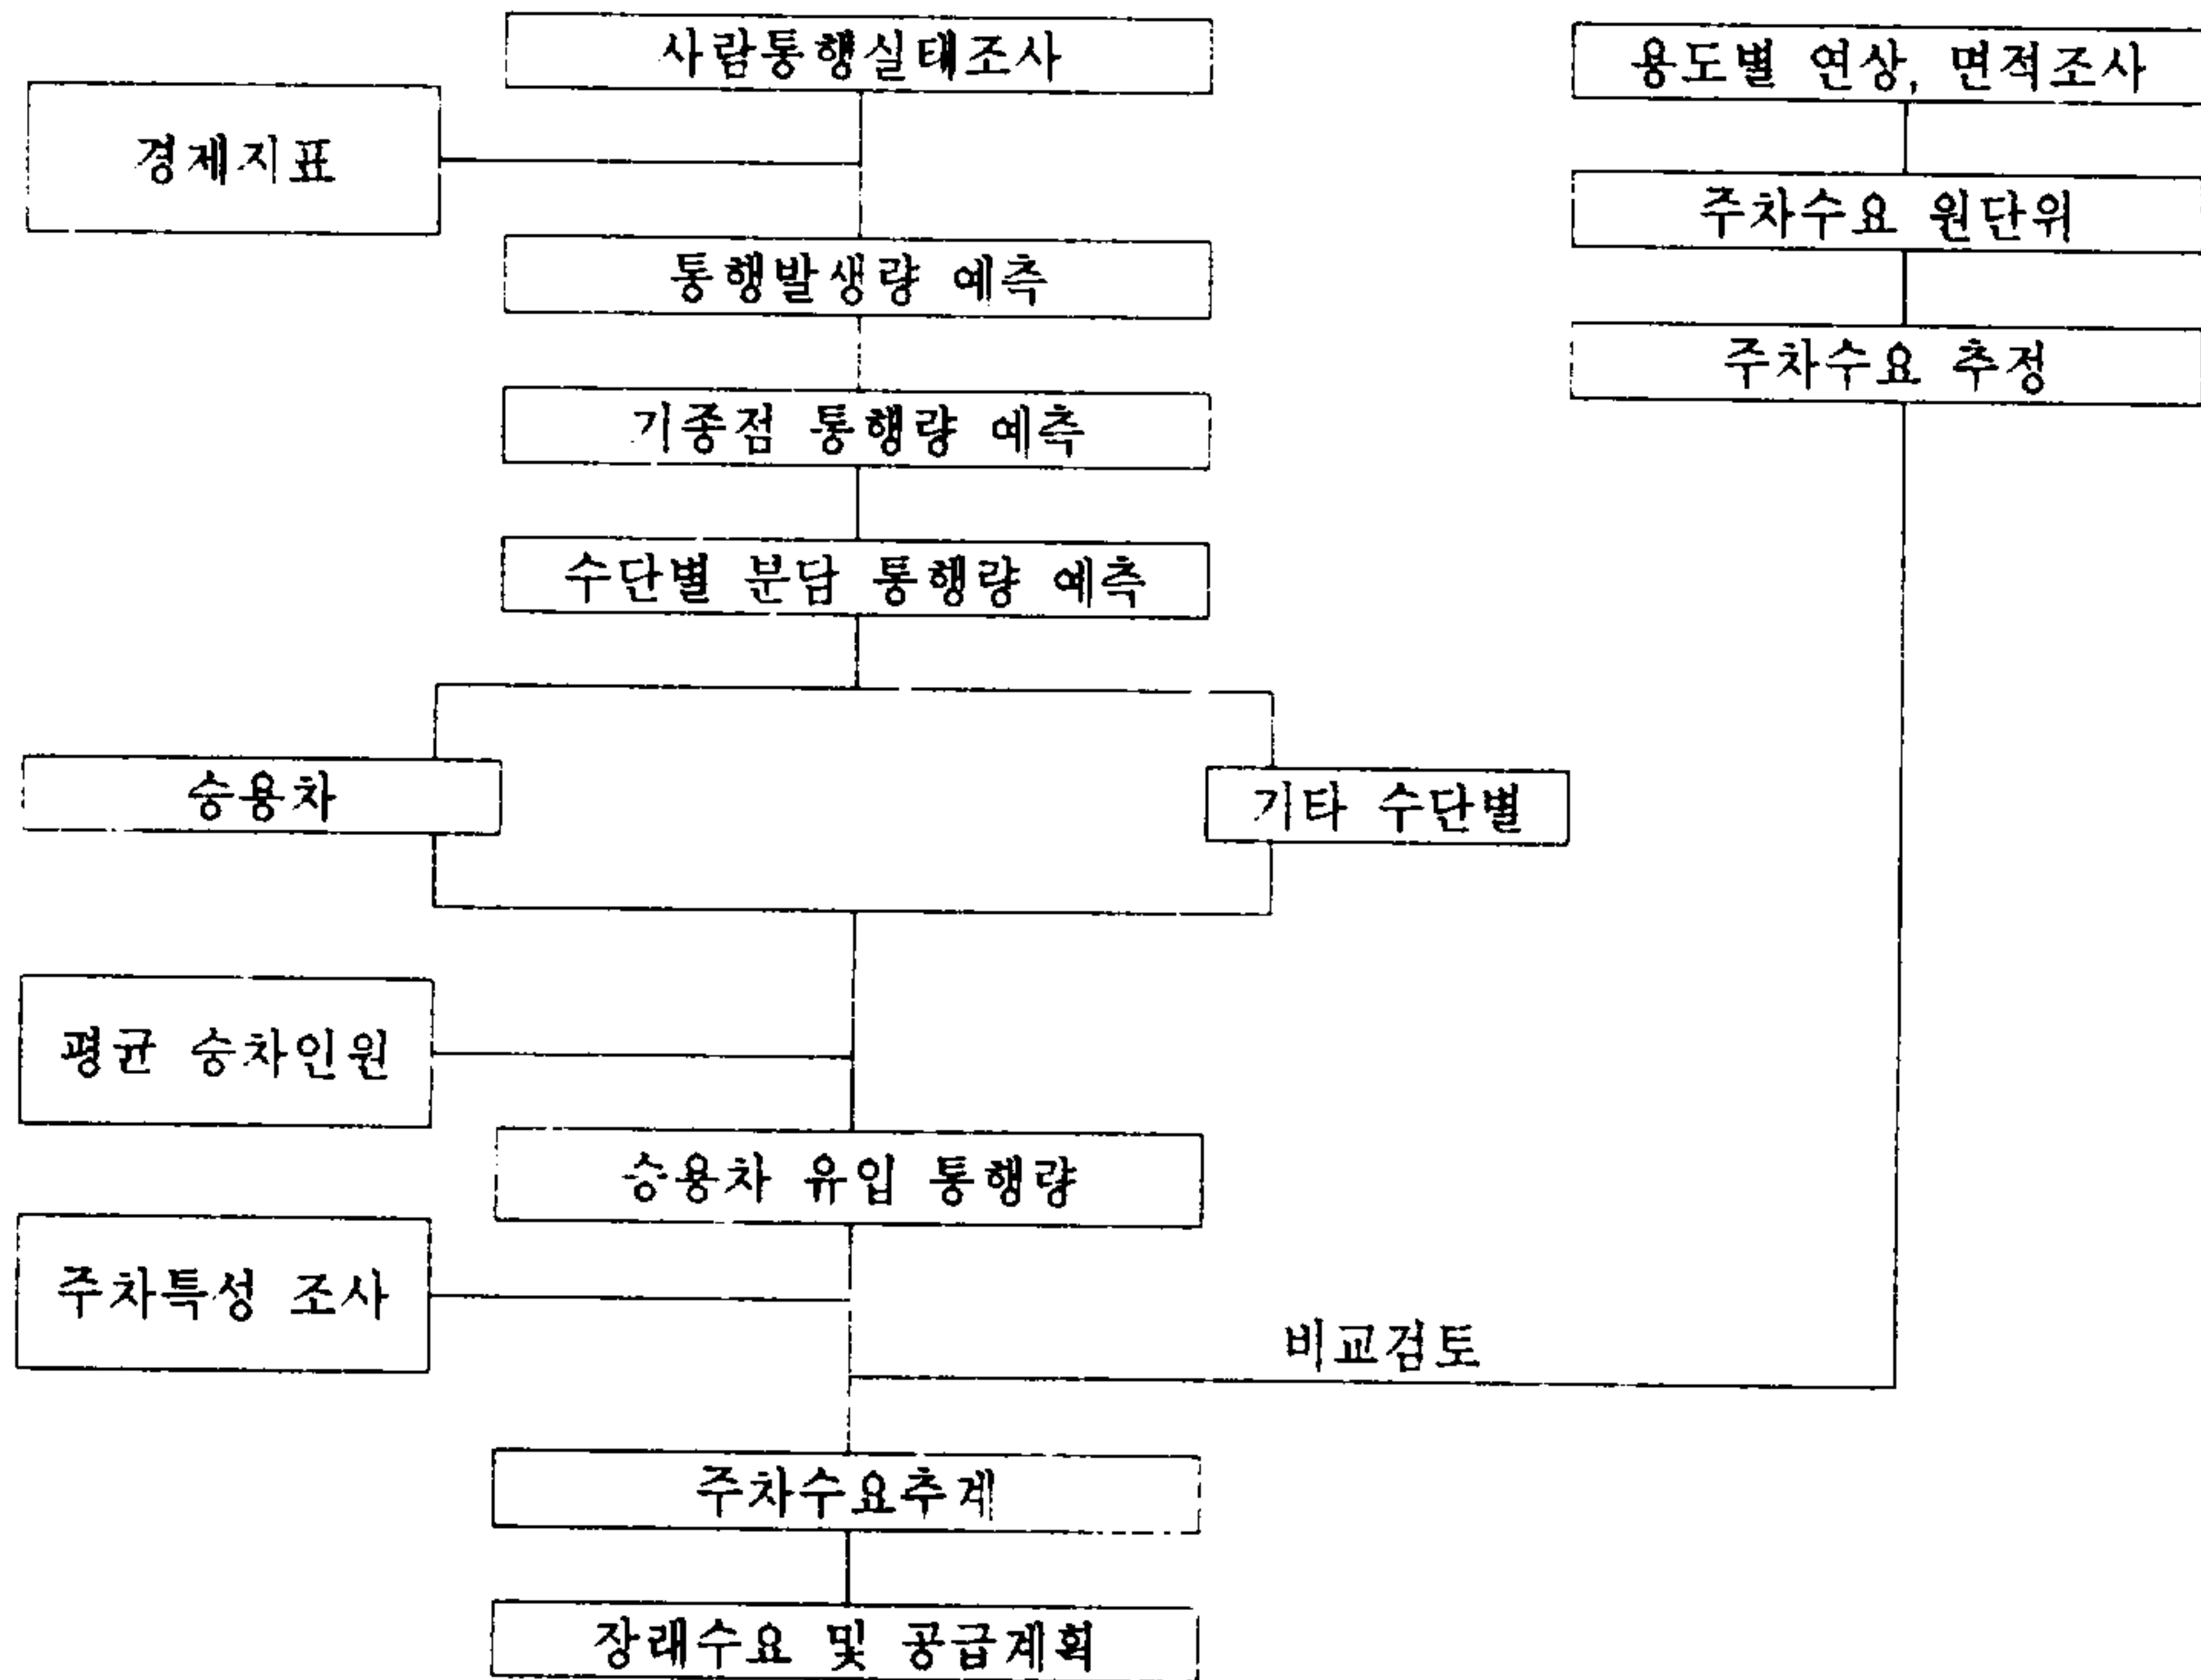 사람통행실태조사
용도별 연상, 면적조사
경제지표
주차수요 원단위
통행발생량 예측
주차수요 추정
기종점 통행량 예측
수단별 분담 통행량 예측
승용차
기타 수단별
평균 승차인원
승용차 유입 통행량
주차특성 조사
비교검토
주차수요추계
장래수요 및 공급계획